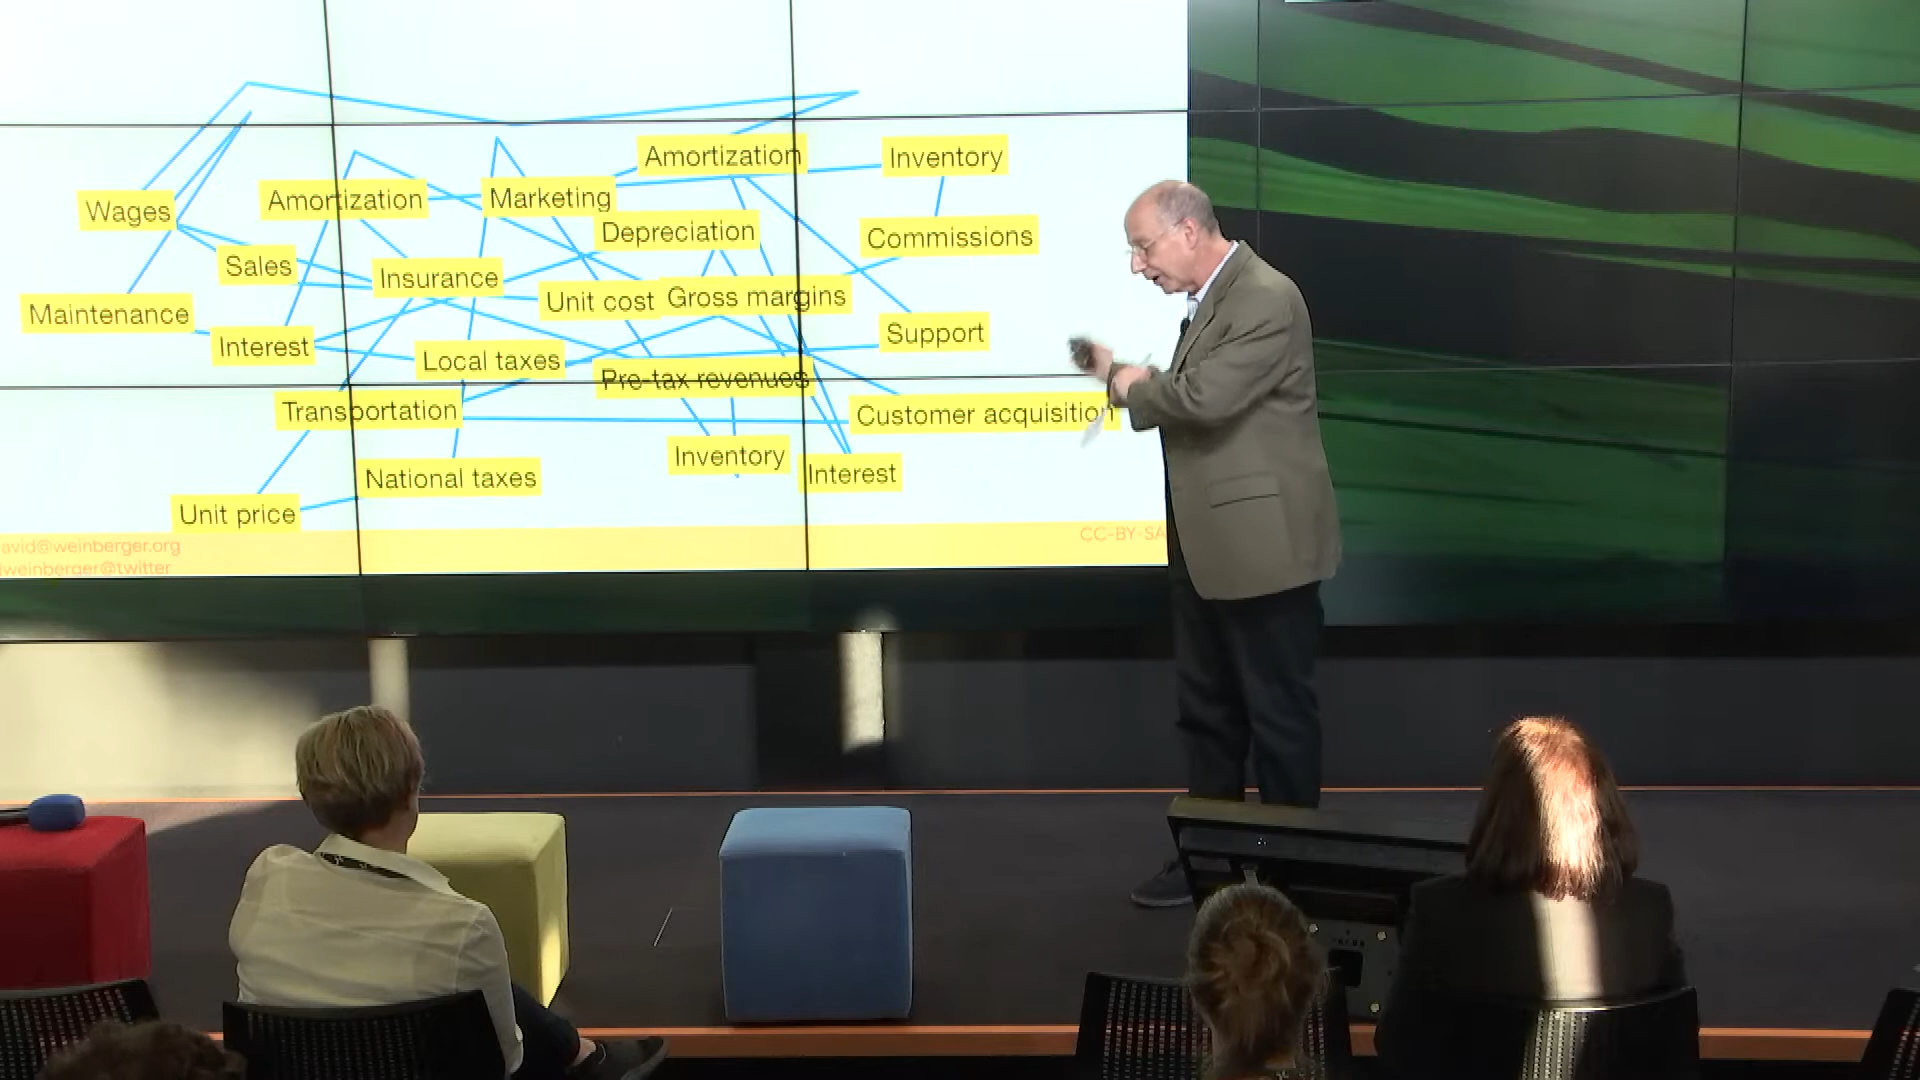 Amortization
Inventory
Wages
Amortization
Marketing
Depreciation
Commissions
Sales
Insurance
Unit cost
Gross margins
Maintenance
Interest
Local taxes
Support
Pre-tax revenues
Transportation
Customer acquisition
Inventory
Interest
National taxes
Unit price
avid@weinberger.org
CC-BY-SA
weinberger@twitter